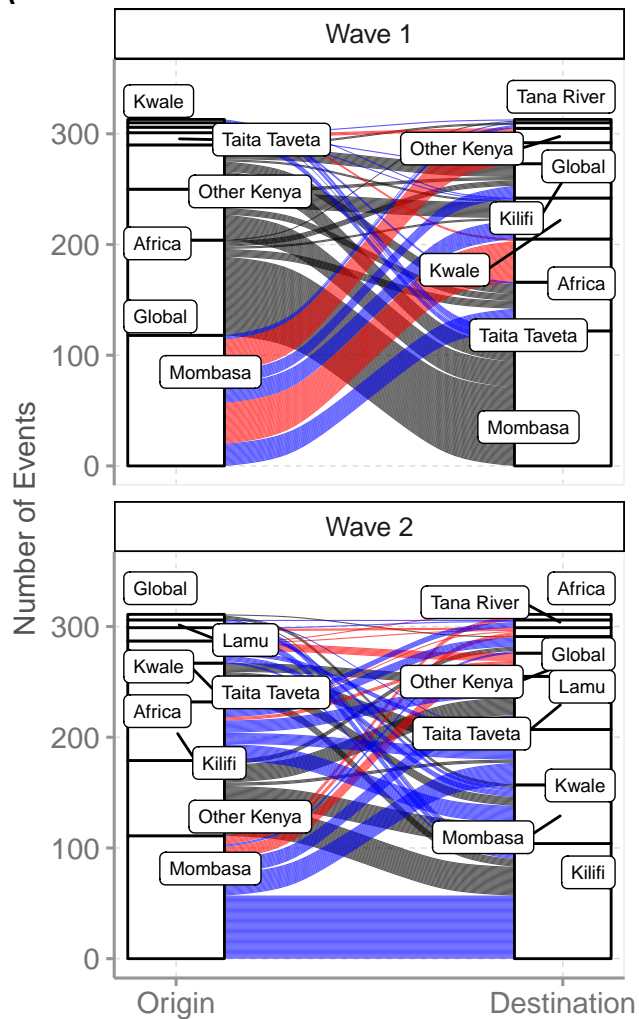 Wave 1
Kwale
Tana River
300
Taita Taveta
Other Kenya
Global
Other Kenya
200
Kilifi
Africa
Kwale
Africa
Global
Taita Taveta
100
Mombasa
Mombasa
0
Number of Events
Wave 2
Global
Africa
Tana River
300
Lamu
Global
Kwale
Other Kenya
Lamu
Taita Taveta
Africa
200
Taita Taveta
Kilifi
Kwale
Other Kenya
Mombasa
100
Mombasa
Kilifi
0
Origin
Destination